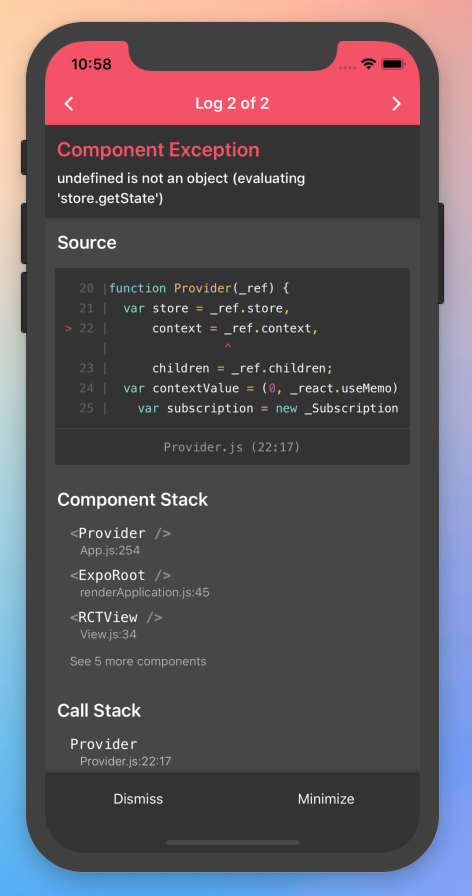 10:58
Log 2 of 2
Component Exception
undefined is not an object (evaluating
'store.getState')
Source
20 |function Provider(_ref) {
21 |  var store = _ref.store,
> 22 |      context = _ref.context,
|                ^
23 |      children = _ref.children;
24 |  var contextValue = (0, _react.useMemo)
25 |    var subscription = new _Subscription
Provider.js (22:17)
Component Stack
<Provider />
App.js:254
<ExpoRoot />
renderApplication.js:45
<RCTView />
View.js:34
See 5 more components
Call Stack
Provider
Provider.js:22:17
Dismiss
Minimize